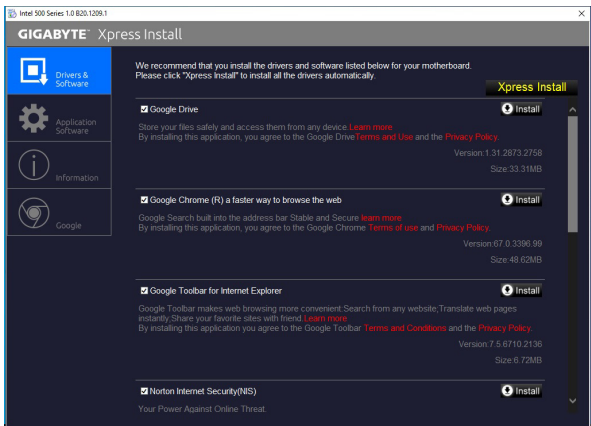 Intel 500 Series 1.0 B20.1209.1
GIGABYTE™ Xpress Install
We recommend that you install the drivers and software listed below for your motherboard.
Please click "Xpress Install" to install all the drivers automatically.
Xpress Install
Drivers &
Software
Application
Software
Information
Google
Google Drive
Install
Store your files safely and access them from any device.Learn more
By installing this application, you agree to the Google DriveTerms and Use and the Privacy Policy.
Version:1.31.2873.2758
Size:33.31MB
Google Chrome (R) a faster way to browse the web
Install
Google Search built into the address bar Stable and Secure learn more
By installing this application, you agree to the Google Chrome Terms of use and Privacy Policy.
Version:67.0.3396.99
Size:48.62MB
Google Toolbar for Internet Explorer
Install
Google Toolbar makes web browsing more convenient:Search from any website;Translate web pages
instantly;Share your favorite sites with friend.Learn more
By installing this application you agree to the Google Toolbar Terms and Conditions and the Privacy Policy.
Version:7.5.6710.2136
Size:6.72MB
Norton Internet Security(NIS)
Install
Your Power Against Online Threat.